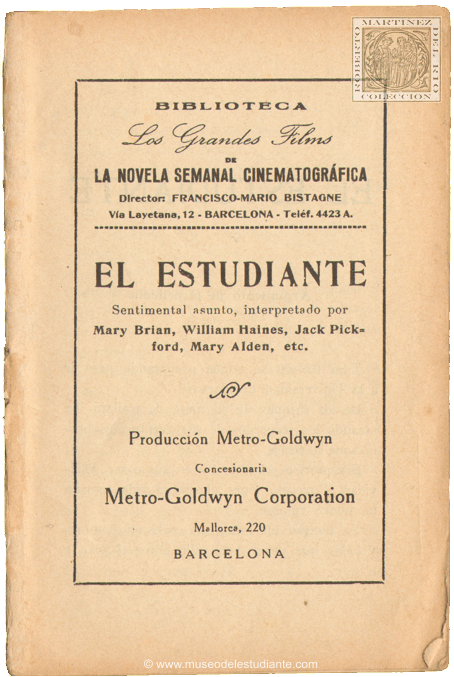 ROBERTO MARTINEZ DEL RIO
COLECCION
BIBLIOTECA
Los Grandes Films
DE
LA NOVELA SEMANAL CINEMATOGRÁFICA
Director: FRANCISCO-MARIO BISTAGNE
Vía Layetana, 12 - BARCELONA - Teléf. 4423 A.
EL ESTUDIANTE
Sentimental asunto, interpretado por
Mary Brian, William Haines, Jack Pick=
ford, Mary Alden, etc.
Producción Metro-Goldwyn
Concesionaria
Metro-Goldwyn Corporation
Mallorca, 220
BARCELONA
© www.museodelestudiante.com